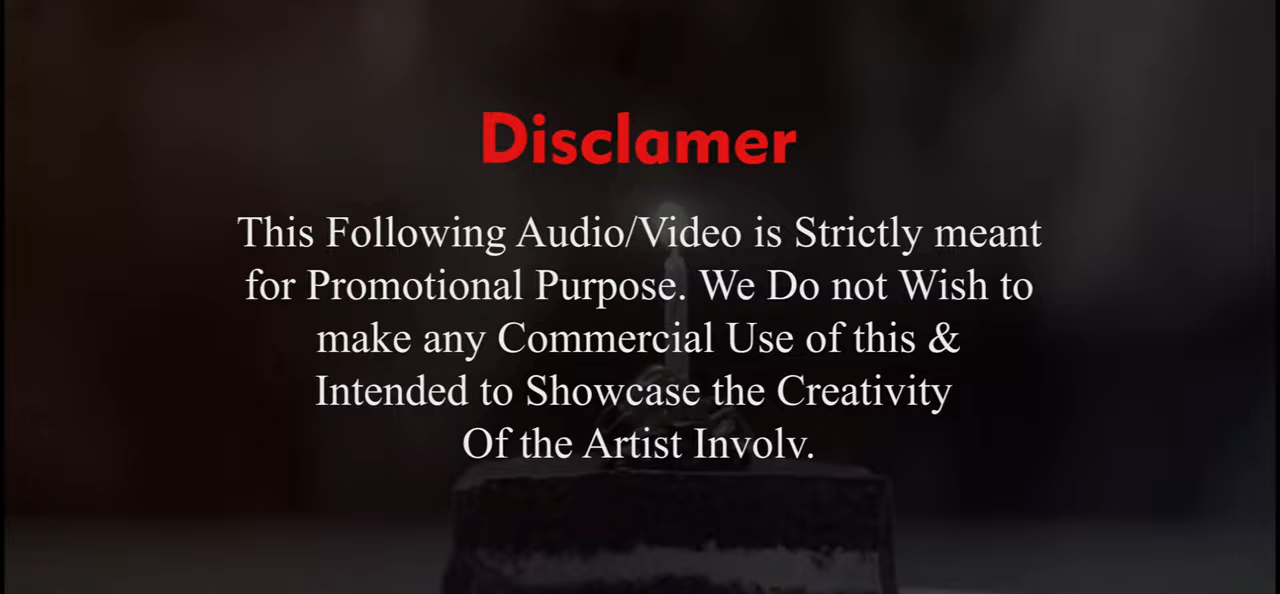 Disclamer
This Following Audio/Video is Strictly meant
for Promotional Purpose. We Do not Wish to
make any Commercial Use of this &
Intended to Showcase the Creativity
Of the Artist Involv.